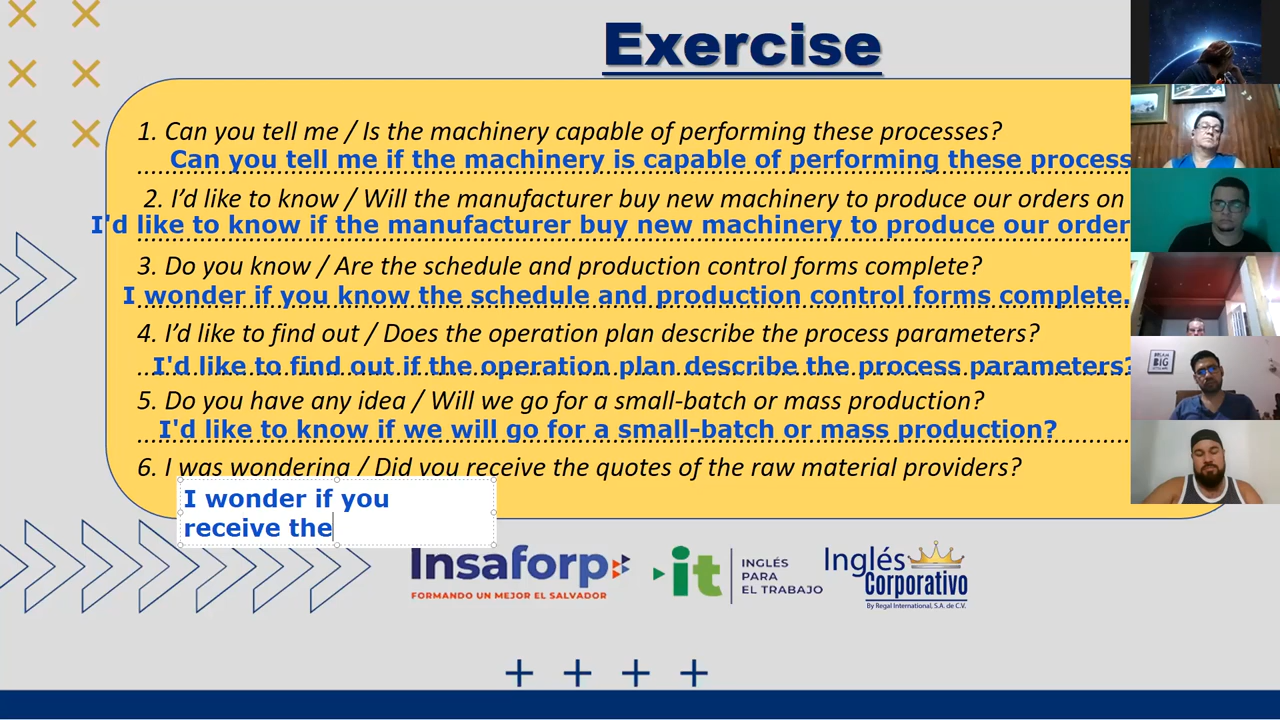 Exercise
1. Can you tell me / Is the machinery capable of performing these processes?
Can you tell me if the machinery is capable of performing these process
2. I’d like to know / Will the manufacturer buy new machinery to produce our orders on
I'd like to know if the manufacturer buy new machinery to produce our order
3. Do you know / Are the schedule and production control forms complete?
I wonder if you know the schedule and production control forms complete.
4. I’d like to find out / Does the operation plan describe the process parameters?
I'd like to find out if the operation plan describe the process parameters?
5. Do you have any idea / Will we go for a small-batch or mass production?
I'd like to know if we will go for a small-batch or mass production?
6. I was wondering / Did you receive the quotes of the raw material providers?
I wonder if you
receive the
Insaforp
FORMANDO UN MEJOR EL SALVADOR
it
INGLÉS
PARA
EL TRABAJO
Inglés
Corporativo
By Regal International, S.A. de C.V.
DREAM
BIG